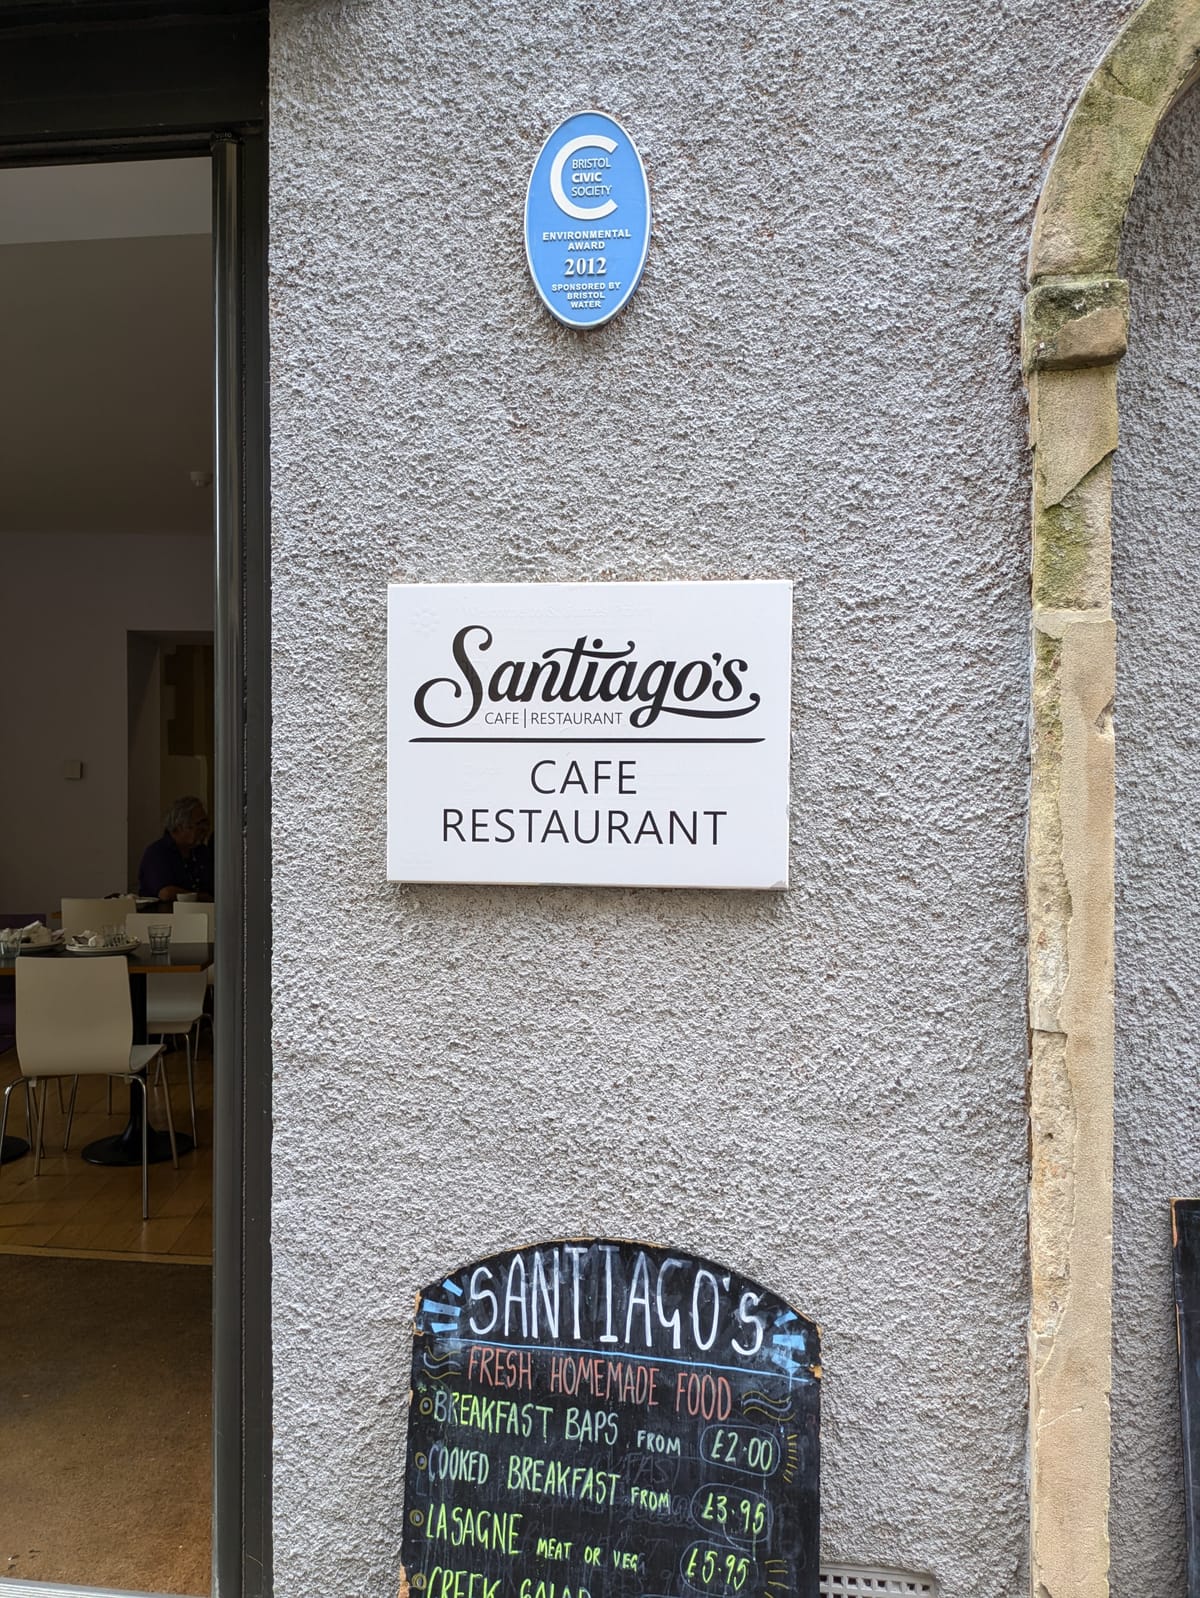 BRISTOL
CIVIC
SOCIETY
ENVIRONMENTAL
AWARD
2012
SPONSORED BY
BRISTOL
WATER
Santiago's
CAFE | RESTAURANT
CAFE
RESTAURANT
SANTIAGO'S
FRESH HOMEMADE FOOD
BREAKFAST BAPS FROM £2.00
COOKED BREAKFAST FROM £3.95
LASAGNE MEAT OR VEG £5.95